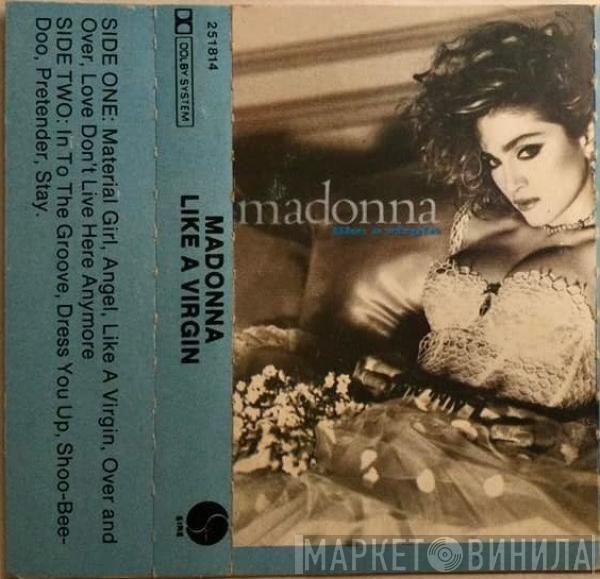 SIDE ONE: Material Girl, Angel, Like A Virgin, Over and
Over, Love Don't Live Here Anymore
SIDE TWO: In To The Groove, Dress You Up, Shoo-Bee-
Doo, Pretender, Stay.
251814
DOLBY SYSTEM
MADONNA
LIKE A VIRGIN
SIRE
madonna
like a virgin
МАРКЕТ ВИНИЛА